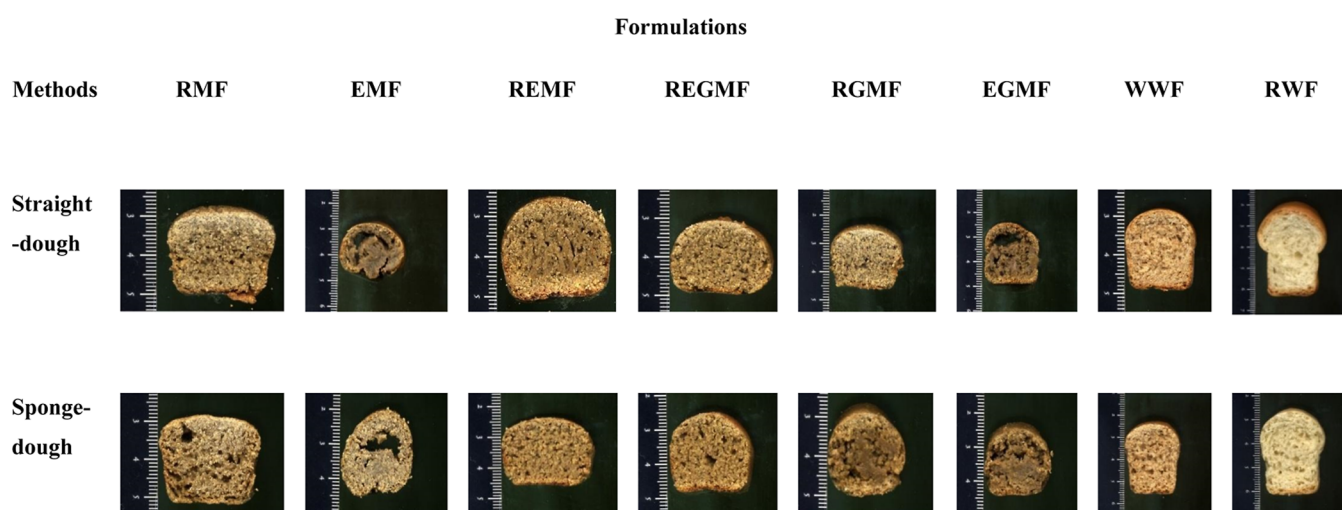 Formulations
Methods RMF EMF REMF REGMF RGMF EGMF WWF RWF
Straight
-dough
Sponge-
dough